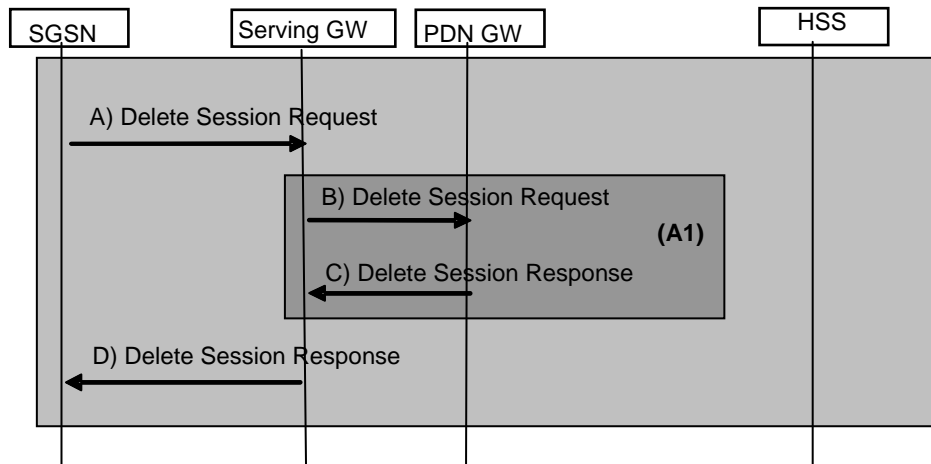 SGSN
Serving GW
PDN GW
HSS
A) Delete Session Request
B) Delete Session Request
(A1)
C) Delete Session Response
D) Delete Session Response